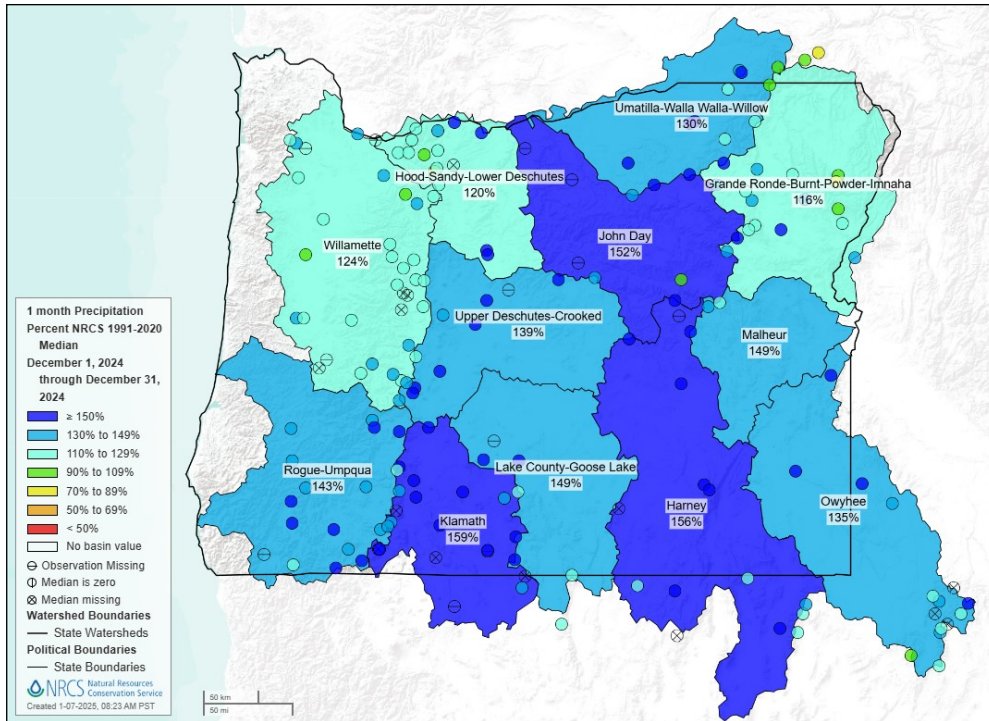 Umatilla-Walla Walla-Willow
130%
Hood-Sandy-Lower Deschutes
120%
Grande Ronde-Burnt-Powder-Imnaha
116%
John Day
152%
Willamette
124%
Upper Deschutes-Crooked
139%
Malheur
149%
Rogue-Umpqua
143%
Lake County-Goose Lake
149%
Klamath
159%
Harney
156%
Owyhee
135%
1 month Precipitation
Percent NRCS 1991-2020
Median
December 1, 2024
through December 31,
2024
≥ 150%
130% to 149%
110% to 129%
90% to 109%
70% to 89%
50% to 69%
< 50%
No basin value
Observation Missing
Median is zero
Median missing
Watershed Boundaries
State Watersheds
Political Boundaries
State Boundaries
NRCS Natural Resources
Conservation Service
Created 1-07-2025, 08:23 AM PST
50 km
50 mi